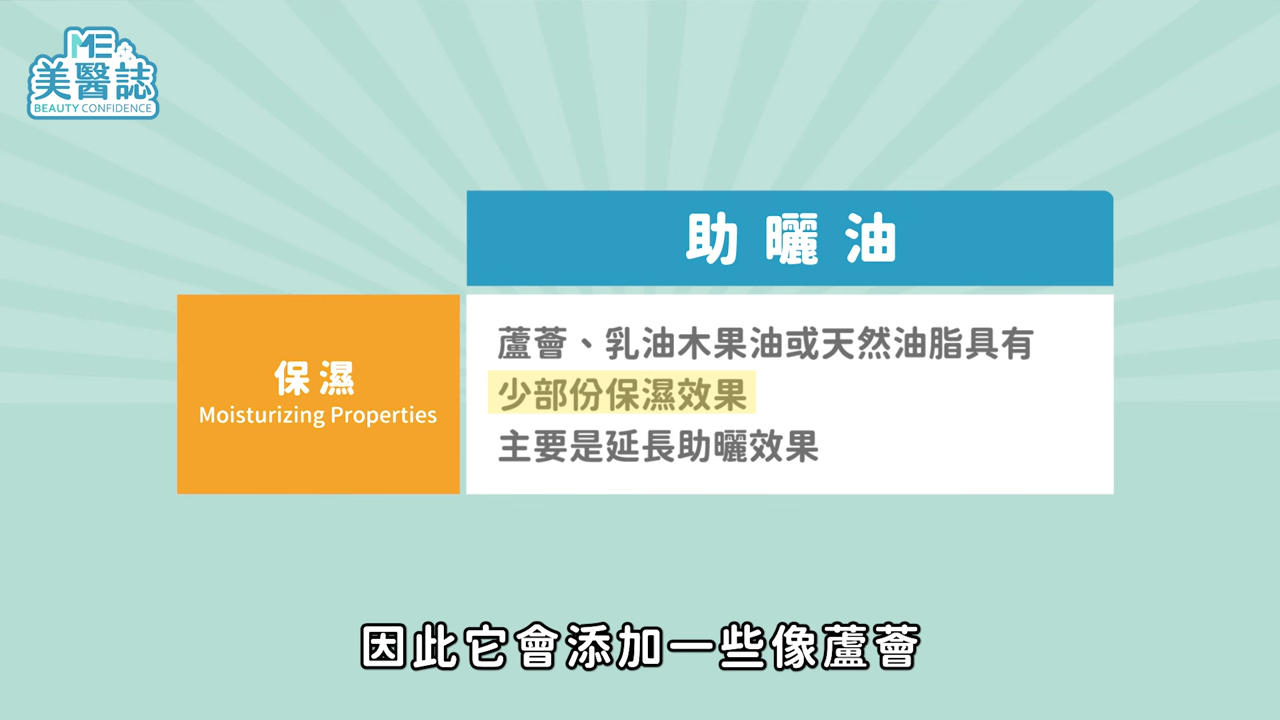 ME
美醫誌
BEAUTY CONFIDENCE
助曬油
保濕
Moisturizing Properties
蘆薈、乳油木果油或天然油脂具有
少部份保濕效果
主要是延長助曬效果
因此它會添加一些像蘆薈